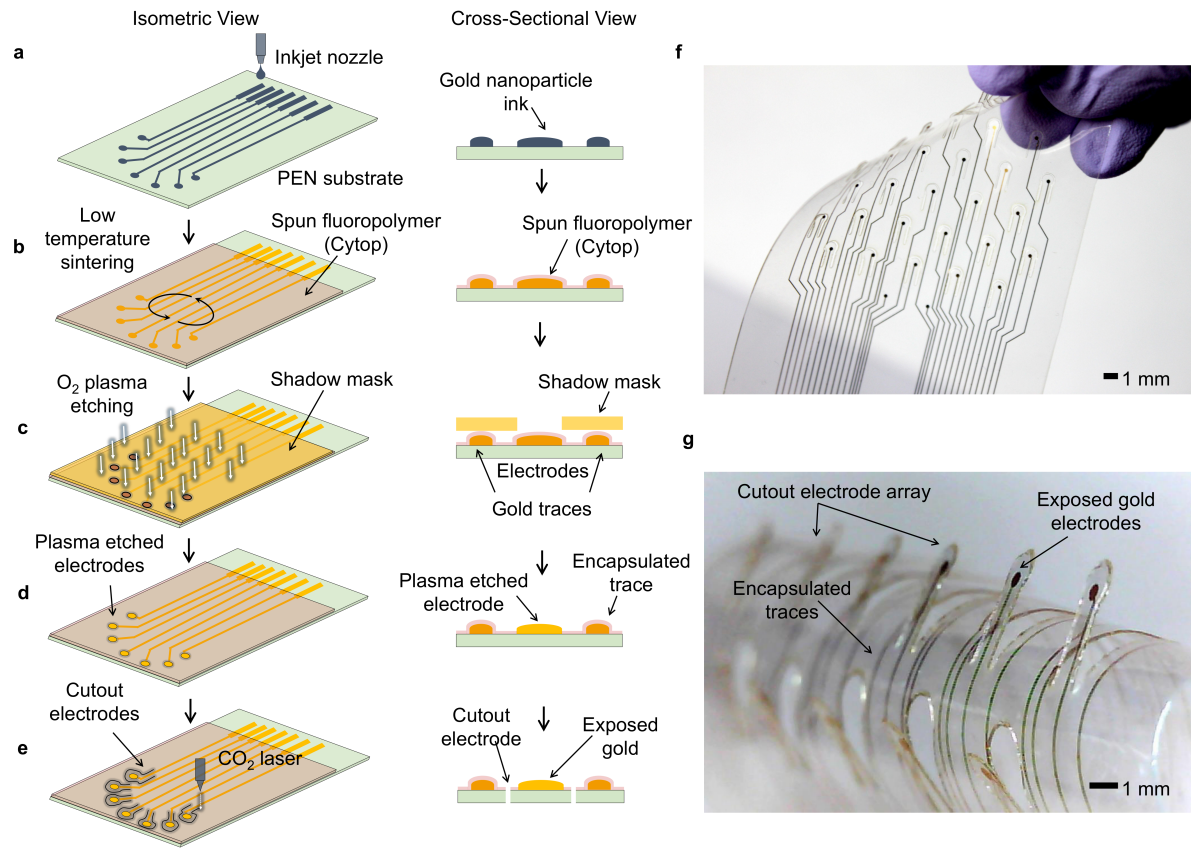 Isometric View
Cross-Sectional View
a
Inkjet nozzle
Gold nanoparticle
ink
PEN substrate
b
Low
temperature
sintering
Spun fluoropolymer
(Cytop)
Spun fluoropolymer
(Cytop)
c
O2 plasma
etching
Shadow mask
Shadow mask
Electrodes
Gold traces
d
Plasma etched
electrodes
Plasma etched
electrode
Encapsulated
trace
e
Cutout
electrodes
CO2 laser
Cutout
electrode
Exposed
gold
f
1 mm
g
Cutout electrode array
Exposed gold
electrodes
Encapsulated
traces
1 mm